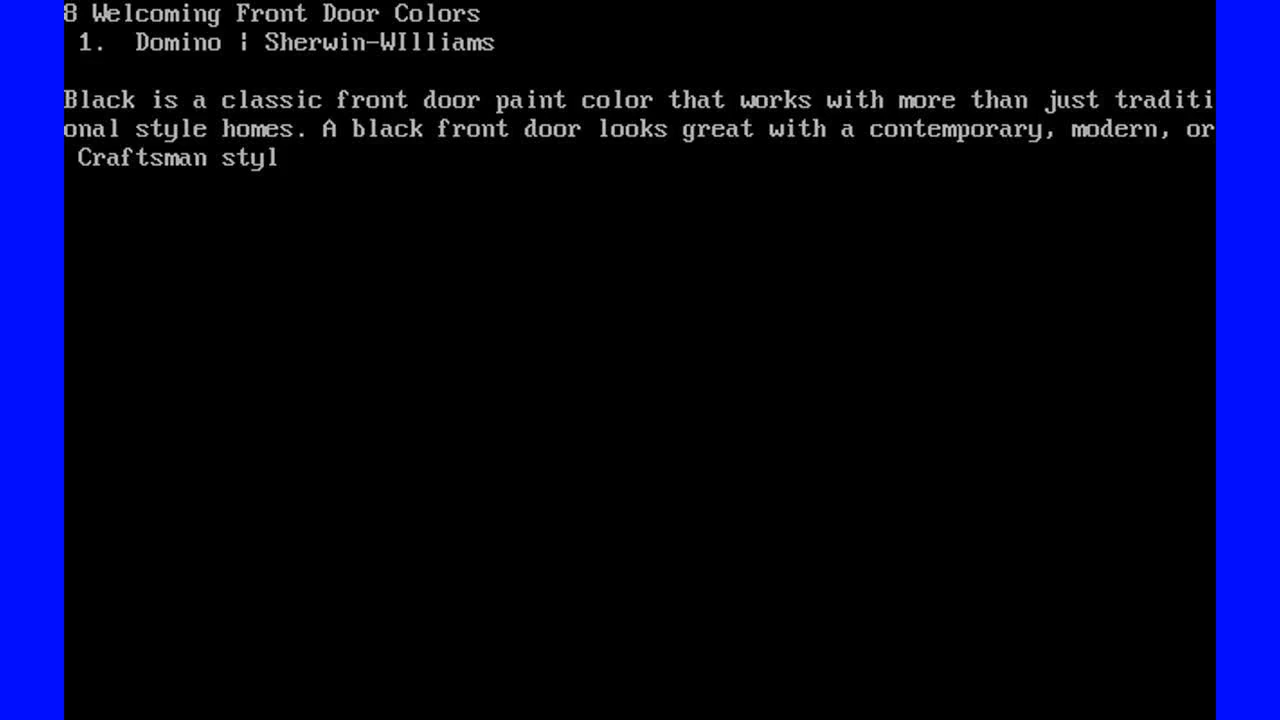 8 Welcoming Front Door Colors
1.  Domino | Sherwin-WIlliams
Black is a classic front door paint color that works with more than just traditi
onal style homes. A black front door looks great with a contemporary, modern, or
Craftsman styl